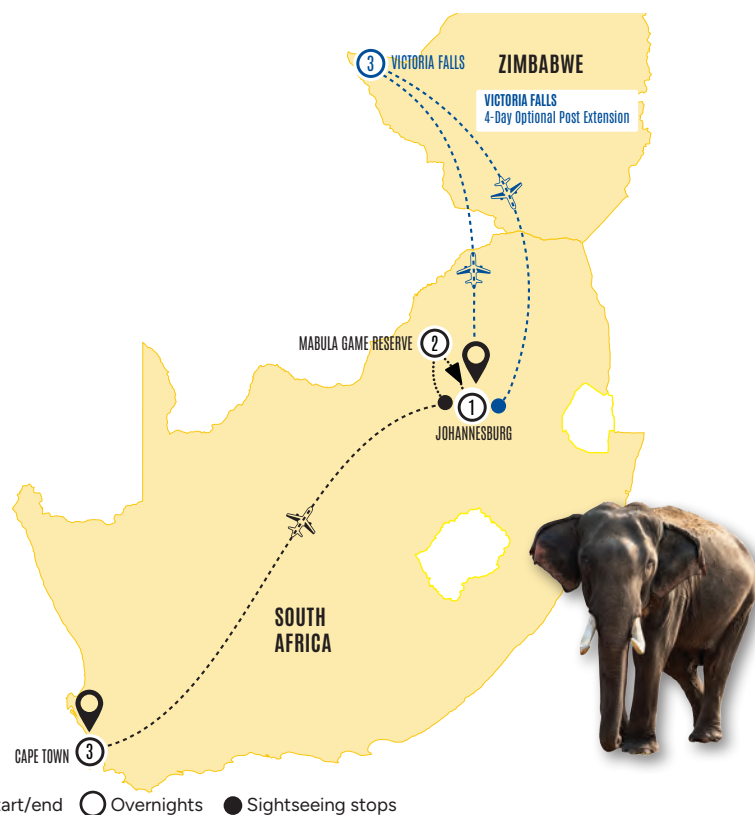 3 VICTORIA FALLS
ZIMBABWE
VICTORIA FALLS
4-Day Optional Post Extension
MABULA GAME RESERVE 2
1
JOHANNESBURG
SOUTH
AFRICA
CAPE TOWN 3
tart/end Overnights Sightseeing stops